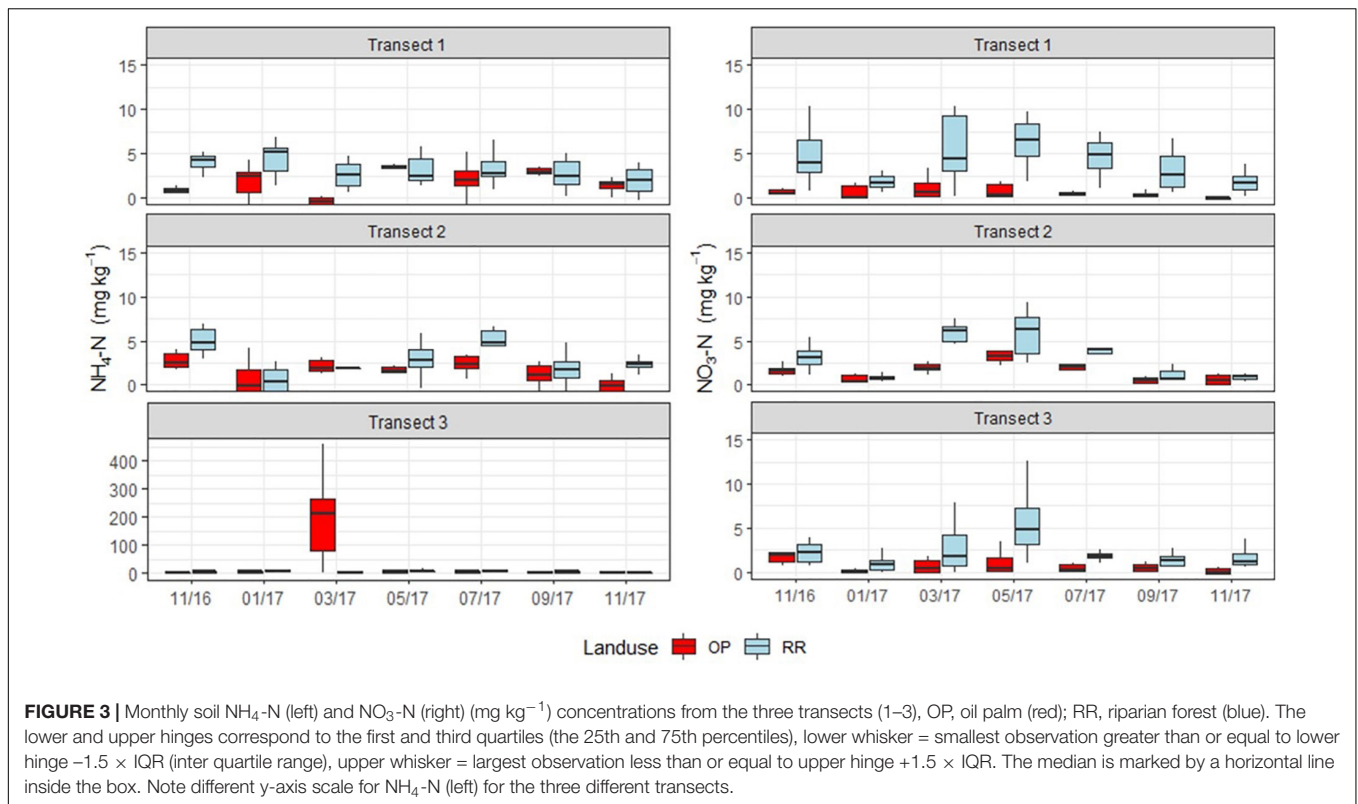 Transect 1
15
10
5
0
Transect 2
15
10
5
0
Transect 3
400
300
200
100
0
NH₄-N (mg kg⁻¹)
11/16 01/17 03/17 05/17 07/17 09/17 11/17
Transect 1
15
10
5
0
Transect 2
15
10
5
0
Transect 3
15
10
5
0
NO₃-N (mg kg⁻¹)
11/16 01/17 03/17 05/17 07/17 09/17 11/17
Landuse OP RR
FIGURE 3 | Monthly soil NH₄-N (left) and NO₃-N (right) (mg kg⁻¹) concentrations from the three transects (1–3), OP, oil palm (red); RR, riparian forest (blue). The
lower and upper hinges correspond to the first and third quartiles (the 25th and 75th percentiles), lower whisker = smallest observation greater than or equal to lower
hinge –1.5 × IQR (inter quartile range), upper whisker = largest observation less than or equal to upper hinge +1.5 × IQR. The median is marked by a horizontal line
inside the box. Note different y-axis scale for NH₄-N (left) for the three different transects.